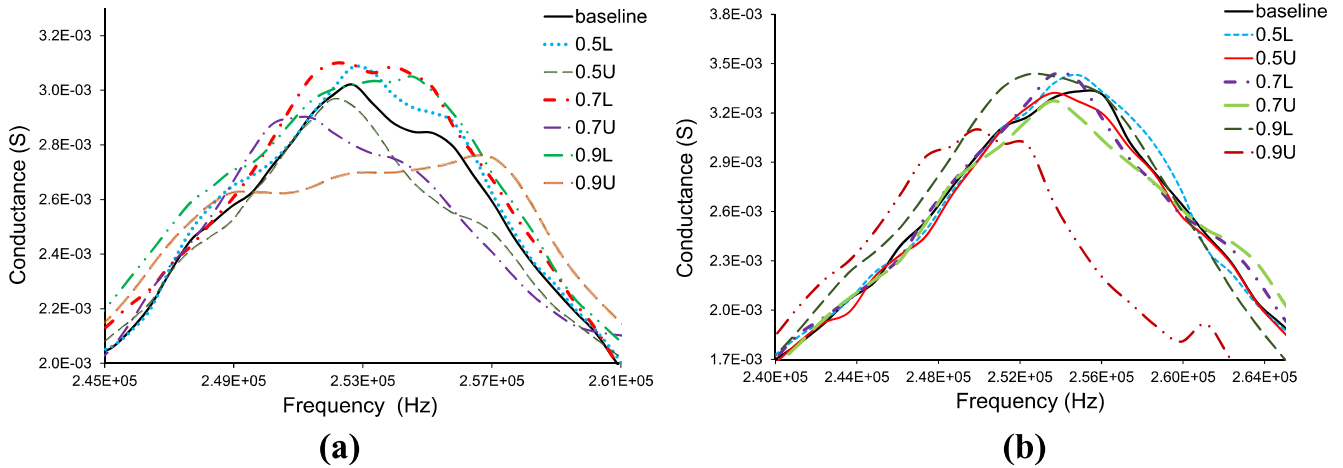 3.2E-03
3.0E-03
2.8E-03
2.6E-03
2.4E-03
2.2E-03
2.0E-03
Conductance (S)
2.45E+05 2.49E+05 2.53E+05 2.57E+05 2.61E+05
Frequency (Hz)
baseline
0.5L
0.5U
0.7L
0.7U
0.9L
0.9U
(a)
3.8E-03
3.5E-03
3.2E-03
2.9E-03
2.6E-03
2.3E-03
2.0E-03
1.7E-03
Conductance (S)
2.40E+05 2.44E+05 2.48E+05 2.52E+05 2.56E+05 2.60E+05 2.64E+05
Frequency (Hz)
baseline
0.5L
0.5U
0.7L
0.7U
0.9L
0.9U
(b)